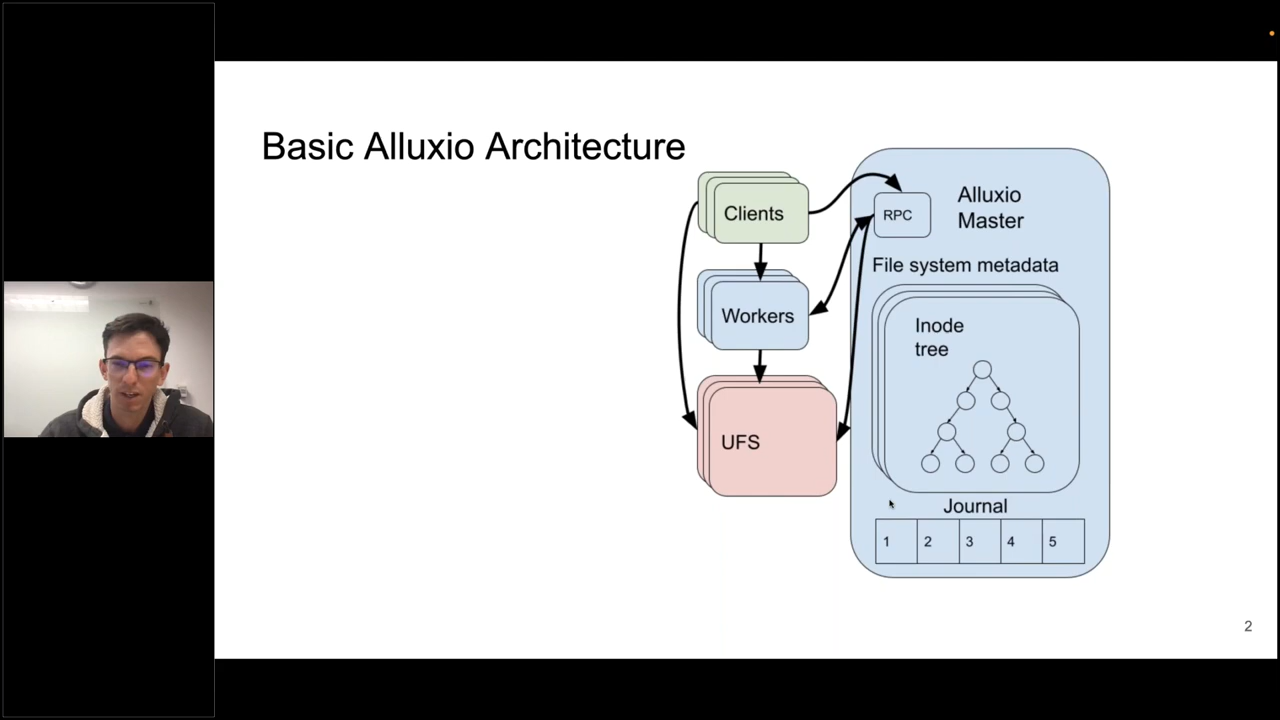 Basic Alluxio Architecture
Clients
Workers
UFS
RPC
Alluxio
Master
File system metadata
Inode
tree
Journal
1 2 3 4 5
2